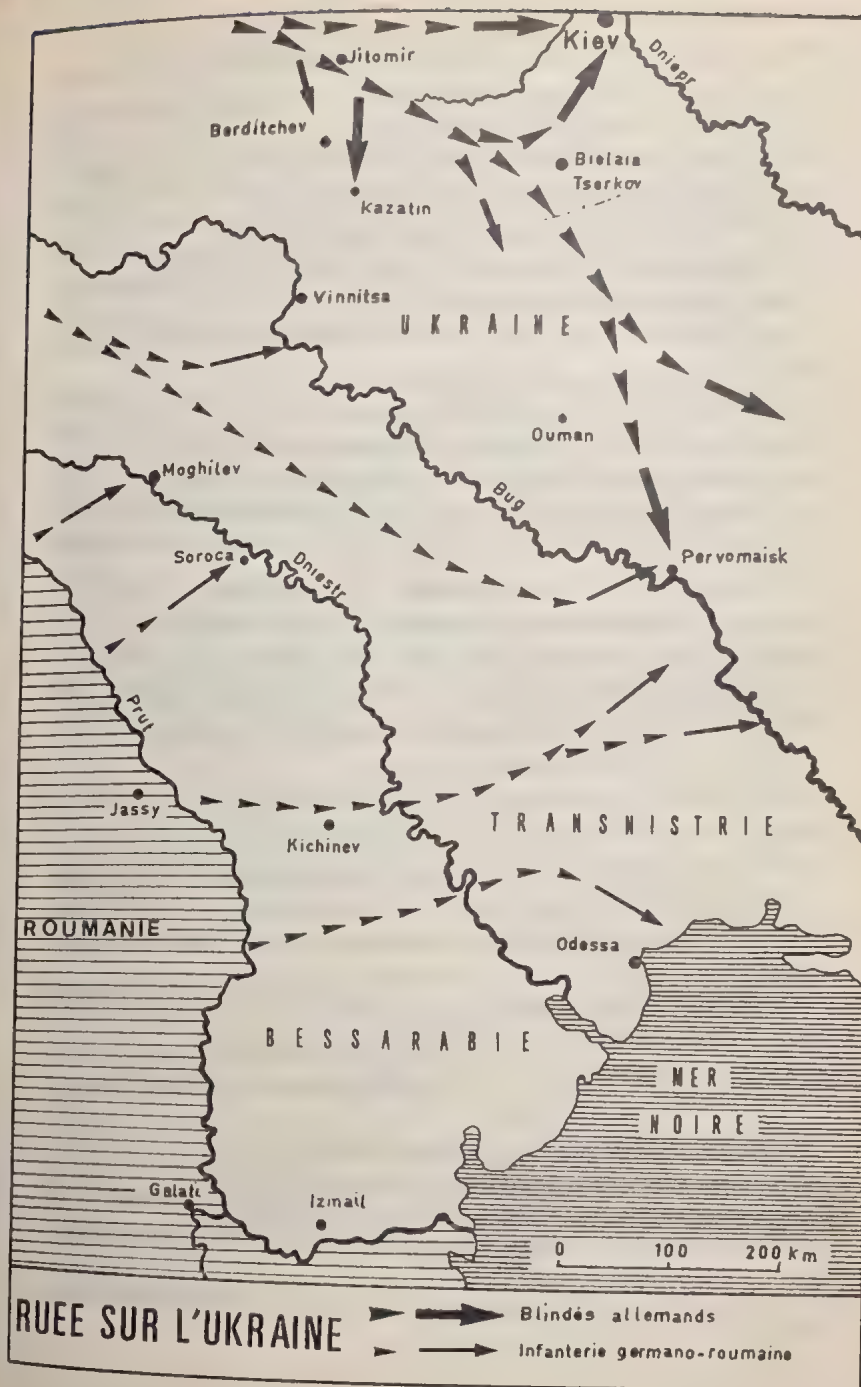 Kiev
Dniepr
Jitomir
Berditchev
Bielaia
Tserkov
Kazatin
Vinnitsa
UKRAINE
Ouman
Moghilev
Bug
Soroca
Dniestr
Pervomaisk
Prut
Jassy
Kichinev
TRANSNISTRIE
ROUMANIE
Odessa
BESSARABIE
MER
NOIRE
Galati
Izmail
0 100 200 km
RUEE SUR L'UKRAINE
Blindés allemands
Infanterie germano-roumaine